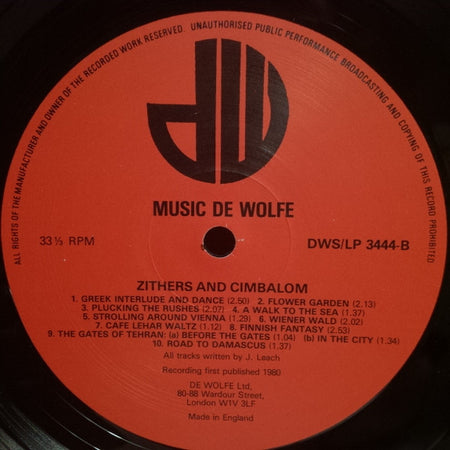 ALL RIGHTS OF THE MANUFACTURER AND OWNER OF THE RECORDED WORK RESERVED UNAUTHORISED PUBLIC PERFORMANCE BROADCASTING AND COPYING OF THIS RECORD PROHIBITED
dW
MUSIC DE WOLFE
33⅓ RPM
DWS/LP 3444-B
ZITHERS AND CIMBALOM
1. GREEK INTERLUDE AND DANCE (2.50) 2. FLOWER GARDEN (2.13)
3. PLUCKING THE RUSHES (2.07) 4. A WALK TO THE SEA (1.37)
5. STROLLING AROUND VIENNA (1.29) 6. WIENER WALD (2.02)
7. CAFE LEHAR WALTZ (1.12) 8. FINNISH FANTASY (2.53)
9. THE GATES OF TEHRAN: (a) BEFORE THE GATES (1.04) (b) IN THE CITY (1.34)
10. ROAD TO DAMASCUS (1.37)
All tracks written by J. Leach
Recording first published 1980
DE WOLFE Ltd,
80-88 Wardour Street,
London W1V 3LF
Made in England